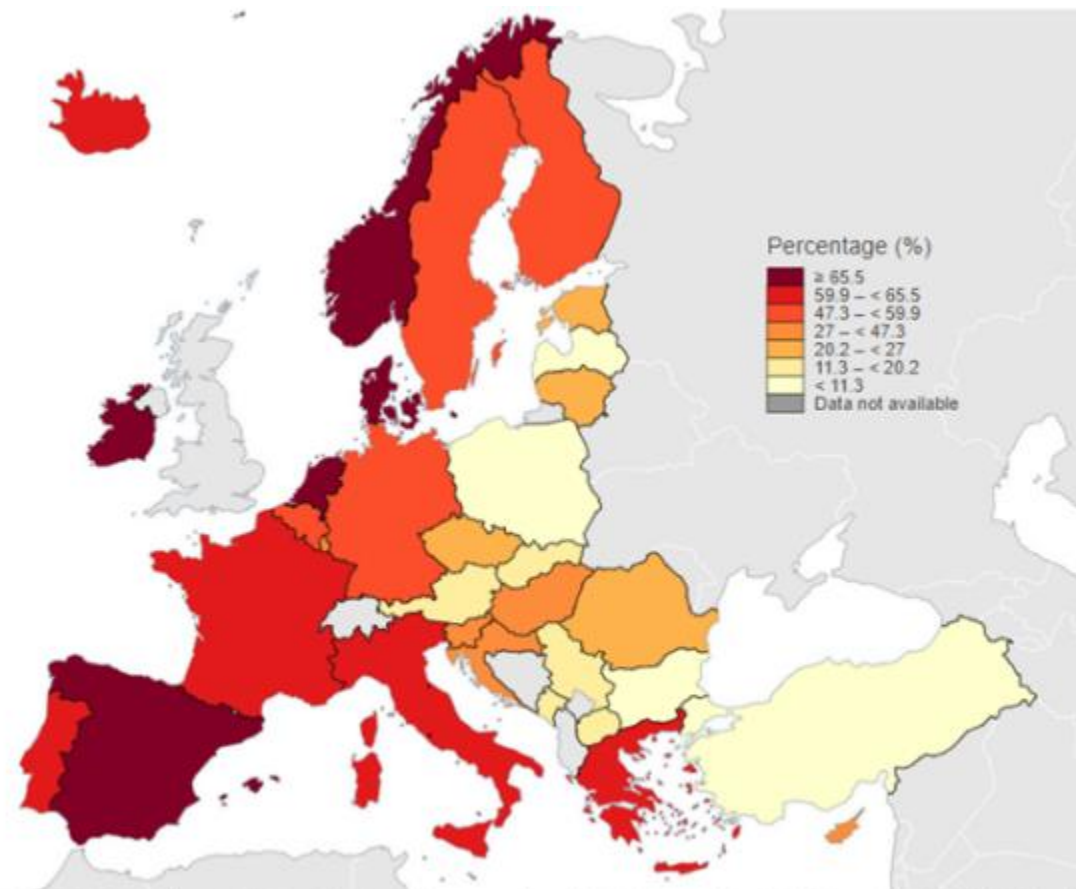 Percentage (%)
≥ 65.5
59.9 – < 65.5
47.3 – < 59.9
27 – < 47.3
20.2 – < 27
11.3 – < 20.2
< 11.3
Data not available